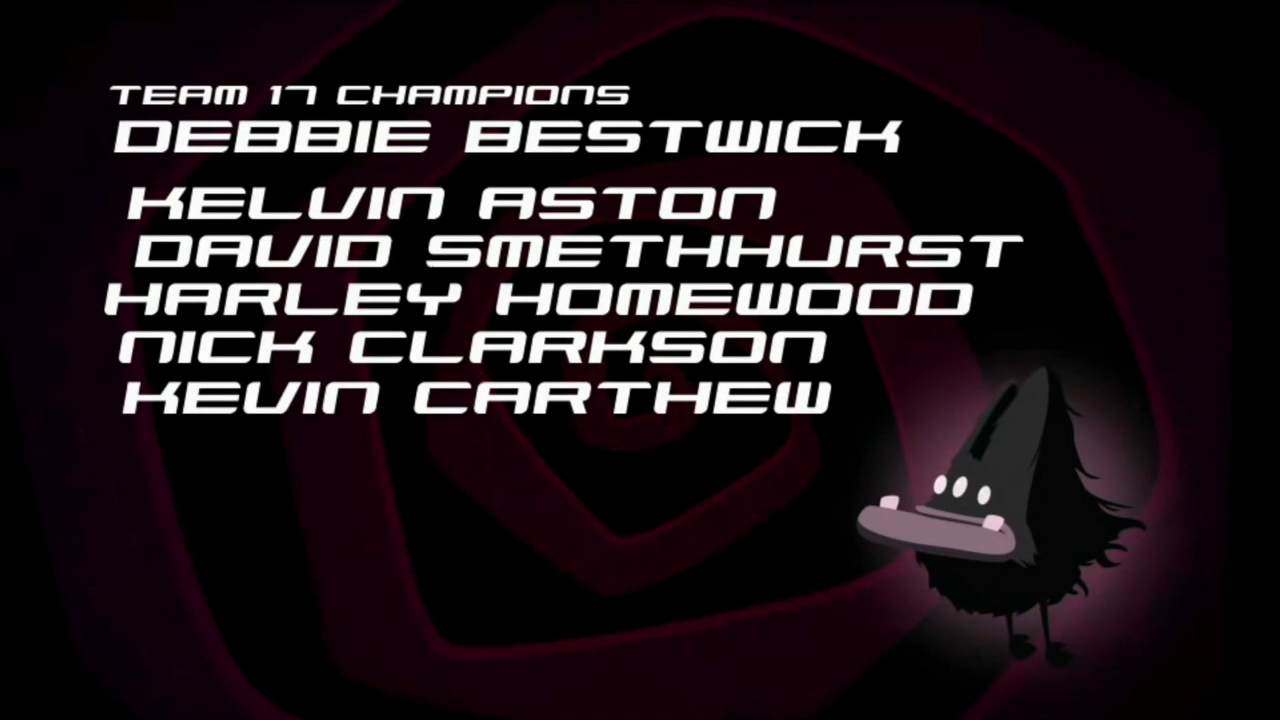 TEAM 17 CHAMPIONS
DEBBIE BESTWICK
KELVIN ASTON
DAVID SMETHHURST
HARLEY HOMEWOOD
NICK CLARKSON
KEVIN CARTHEW